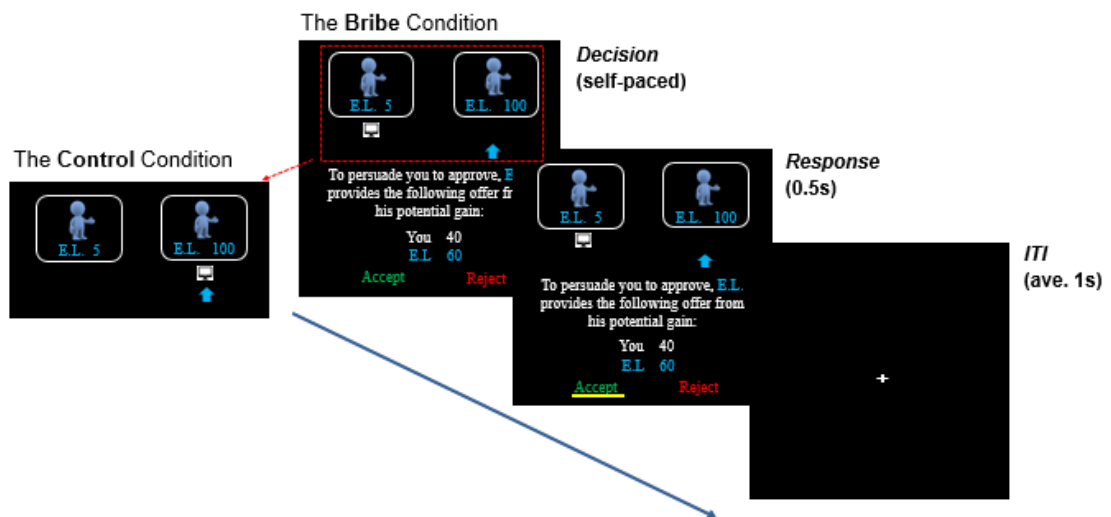 The Bribe Condition
E.L. 5
E.L. 100
Decision
(self-paced)
To persuade you to approve, E
provides the following offer fr
his potential gain:
You 40
E.L 60
Accept
Reject
The Control Condition
E.L. 5
E.L. 100
E.L. 5
E.L. 100
Response
(0.5s)
To persuade you to approve, E.L.
provides the following offer from
his potential gain:
You 40
E.L 60
Accept
Reject
ITI
(ave. 1s)